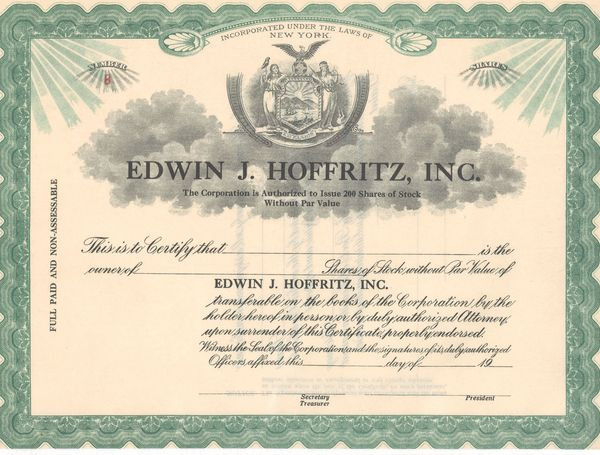 INCORPORATED UNDER THE LAWS OF
NEW YORK.
NUMBER
8
SHARES
EDWIN J. HOFFRITZ, INC.
The Corporation is Authorized to Issue 200 Shares of Stock
Without Par Value
FULL PAID AND NON-ASSESSABLE
This is to Certify that is the
owner of Shares of Stock, without Par Value, of
EDWIN J. HOFFRITZ, INC.
transferable on the books of the Corporation by the
holder hereof in person or by duly authorized Attorney,
upon surrender of this Certificate, properly endorsed.
Witness the Seal of the Corporation and the signatures of its duly authorized
Officers, affixed this day of 19
Secretary
Treasurer
President